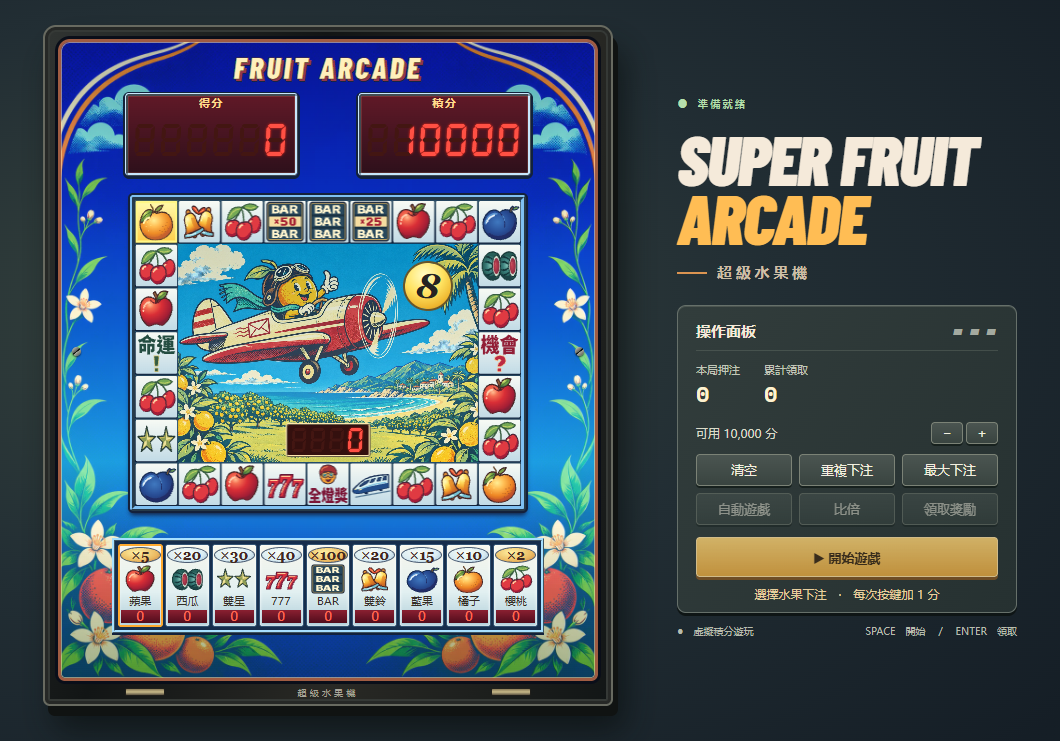 FRUIT ARCADE
得分
積分
0
10000
BAR
×50
BAR
BAR
BAR
BAR
BAR
×25
BAR
8
命運
!
機會
?
0
777
全燈獎
×5
×20
×30
×40
×100
×20
×15
×10
×2
777
BAR
BAR
BAR
蘋果
西瓜
雙星
777
BAR
雙鈴
藍果
橘子
櫻桃
0
0
0
0
0
0
0
0
0
超級水果機
準備就緒
SUPER FRUIT
ARCADE
超級水果機
操作面板
本局押注
累計領取
0
0
可用 10,000 分
−
+
清空
重複下注
最大下注
自動遊戲
比倍
領取獎勵
▶ 開始遊戲
選擇水果下注 · 每次按鍵加 1 分
虛擬積分遊玩
SPACE 開始 / ENTER 領取